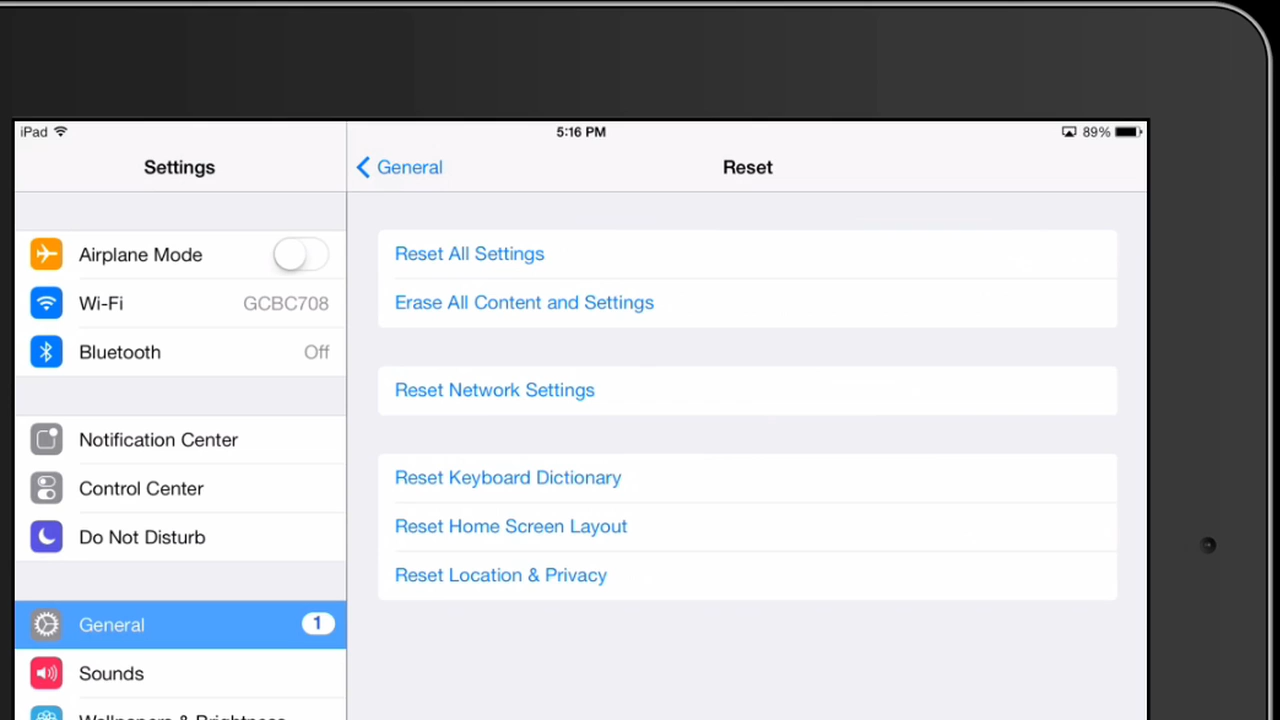 iPad 5:16 PM 89%
Settings
General Reset
Airplane Mode
Wi-Fi GCBC708
Bluetooth Off
Notification Center
Control Center
Do Not Disturb
General 1
Sounds
Wallpapers & Brightness
Reset All Settings
Erase All Content and Settings
Reset Network Settings
Reset Keyboard Dictionary
Reset Home Screen Layout
Reset Location & Privacy